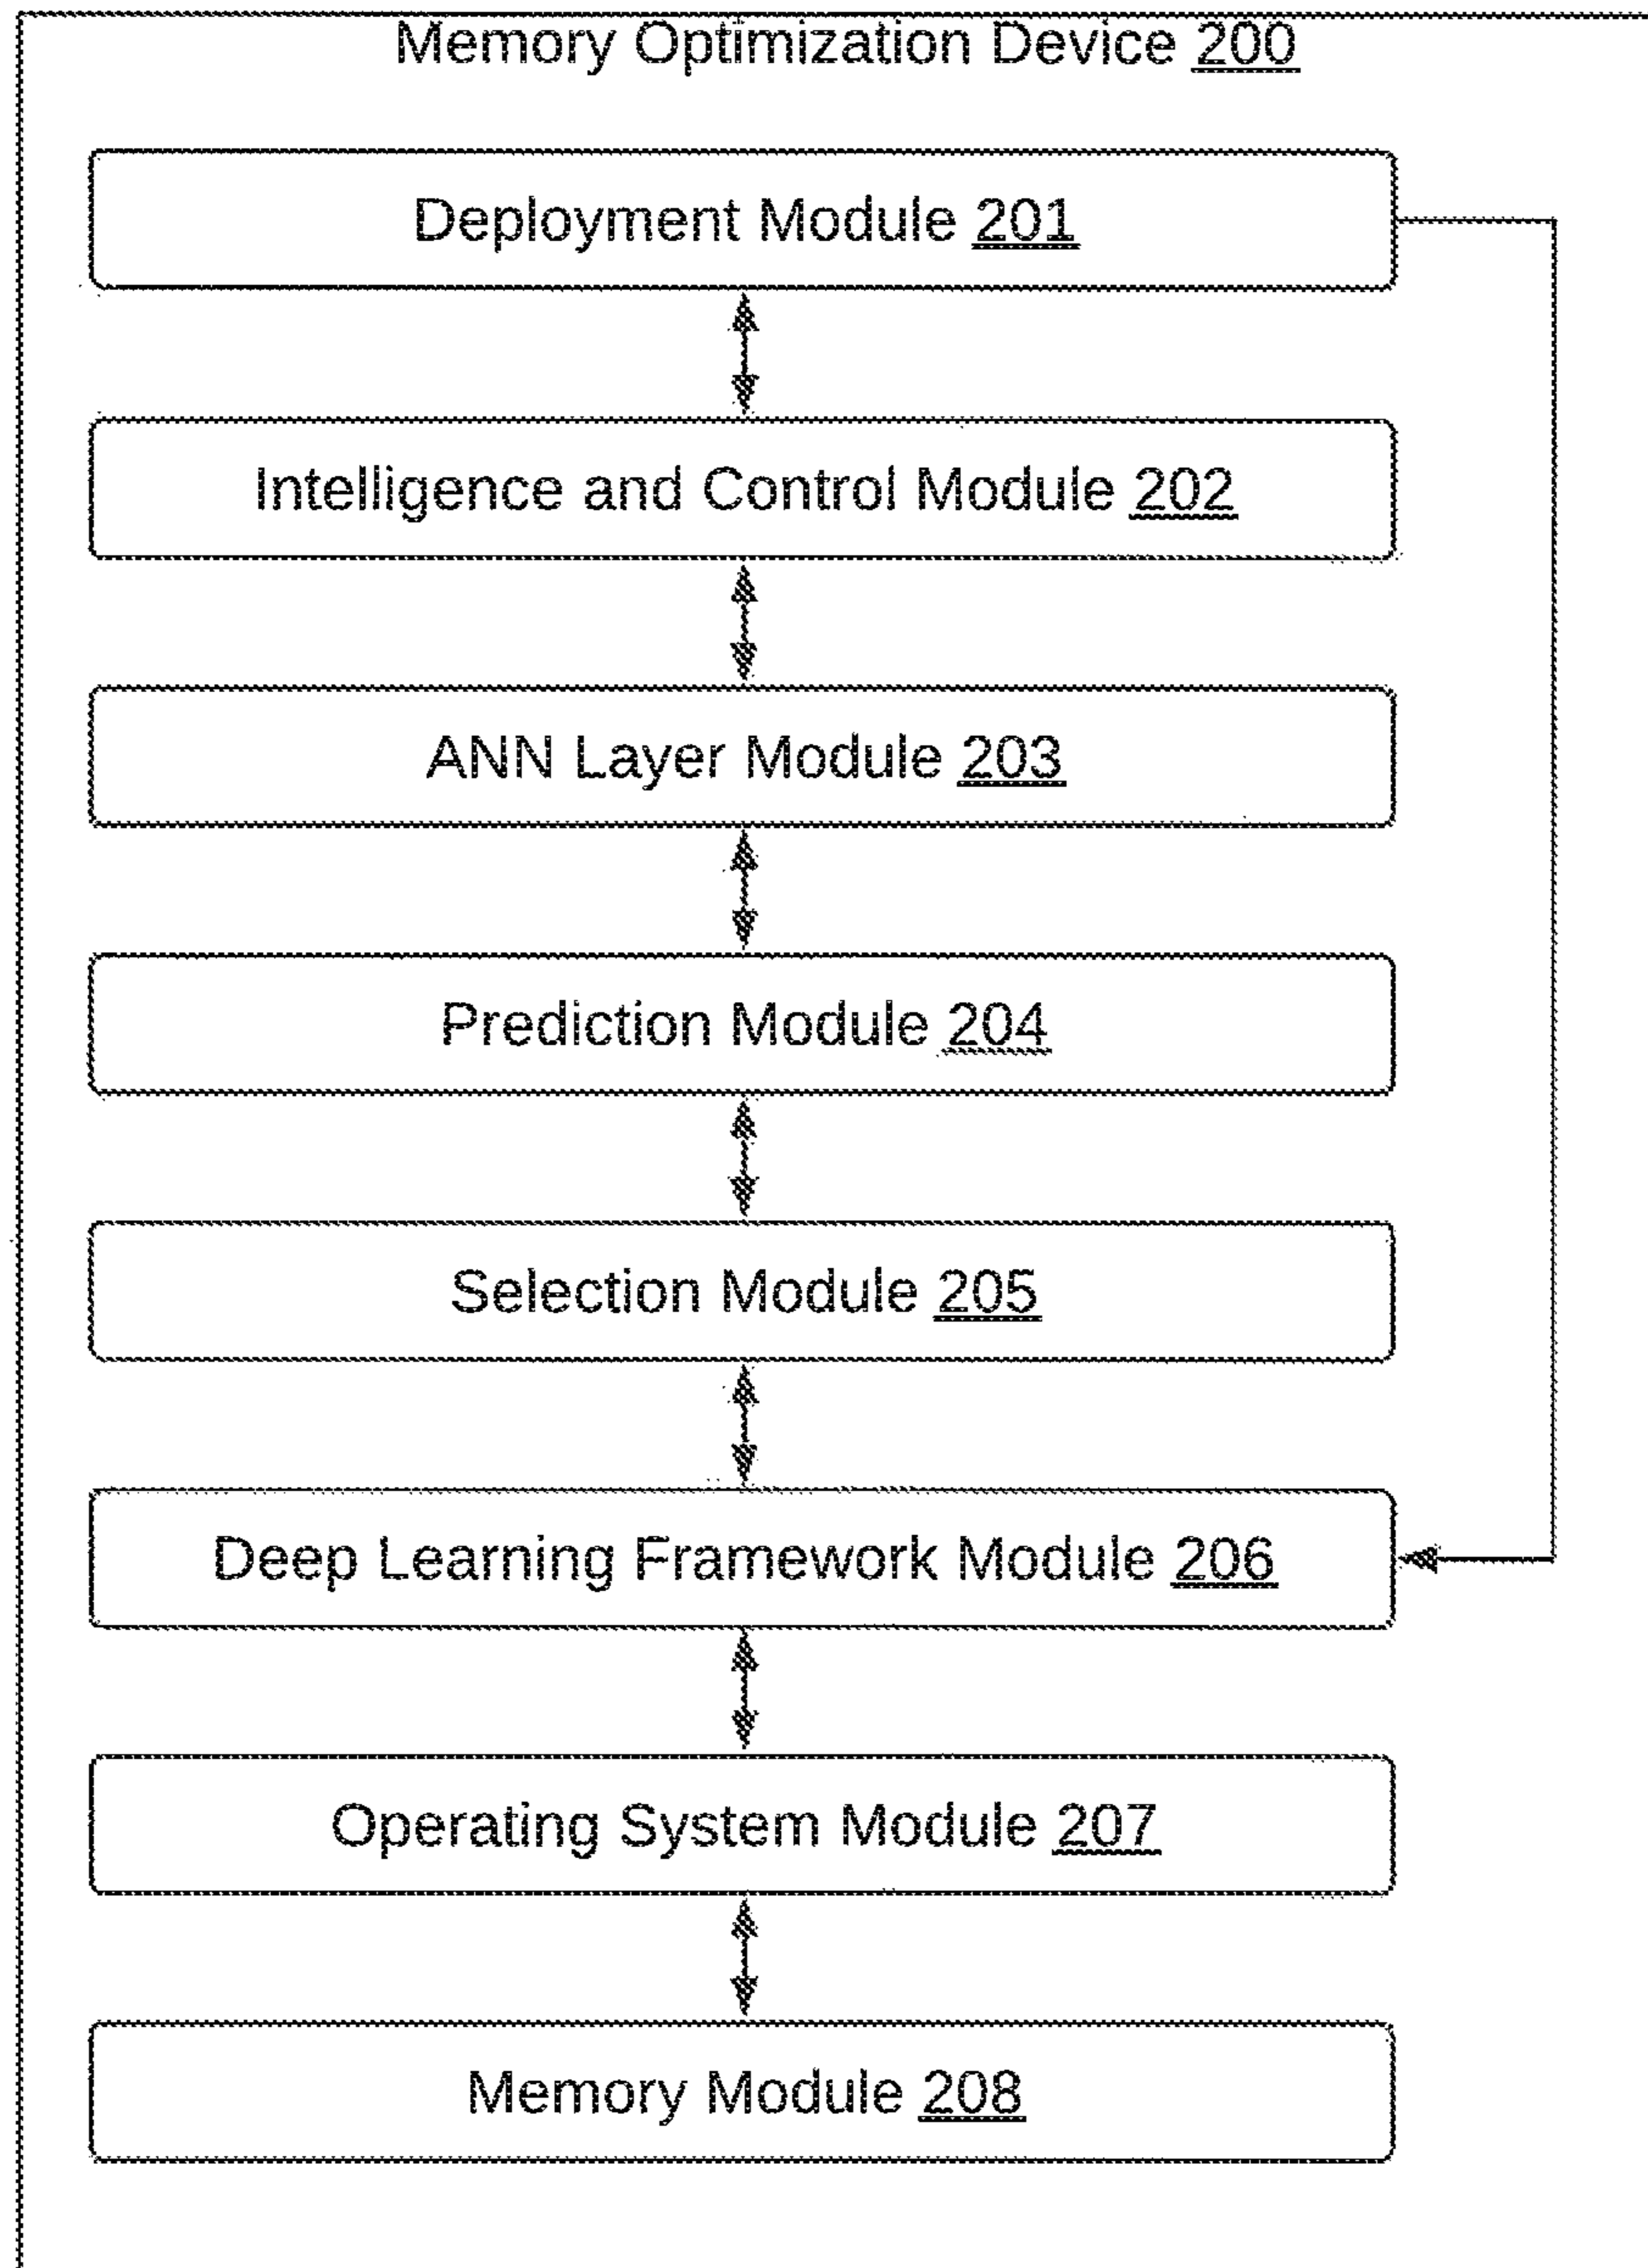 Memory Optimization Device 200
Deployment Module 201
Intelligence and Control Module 202
ANN Layer Module 203
Prediction Module 204
Selection Module 205
Deep Learning Framework Module 206
Operating System Module 207
Memory Module 208